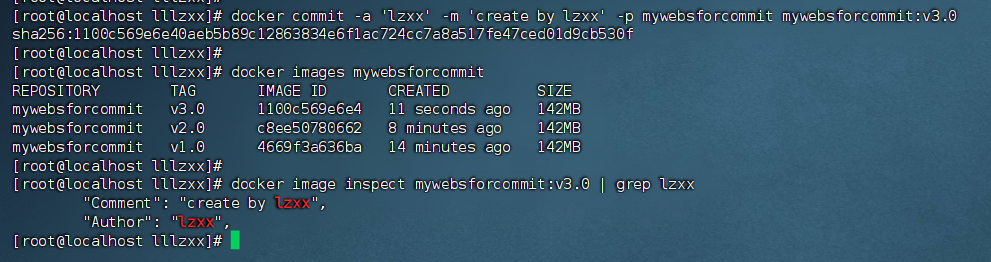 [root@localhost lllzxx]# docker commit -a 'lzxx' -m 'create by lzxx' -p mywebsforcommit mywebsforcommit:v3.0
sha256:1100c569e6e40aeb5b89c12863834e6f1ac724cc7a8a517fe47ced01d9cb530f
[root@localhost lllzxx]#
[root@localhost lllzxx]# docker images mywebsforcommit
REPOSITORY TAG IMAGE ID CREATED SIZE
mywebsforcommit v3.0 1100c569e6e4 11 seconds ago 142MB
mywebsforcommit v2.0 c8ee50780662 8 minutes ago 142MB
mywebsforcommit v1.0 4669f3a636ba 14 minutes ago 142MB
[root@localhost lllzxx]#
[root@localhost lllzxx]# docker image inspect mywebsforcommit:v3.0 | grep lzxx
"Comment": "create by lzxx",
"Author": "lzxx",
[root@localhost lllzxx]#